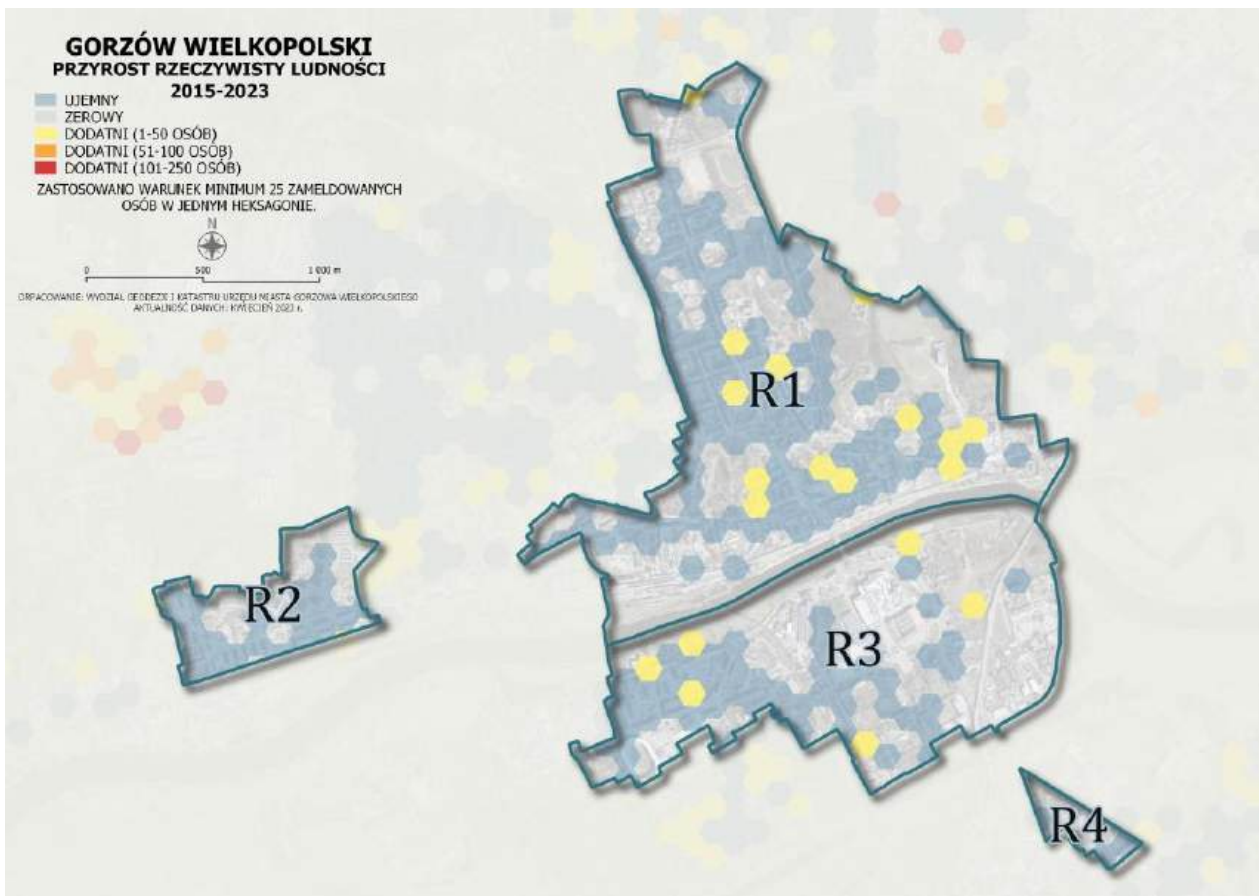 GORZÓW WIELKOPOLSKI
PRZYROST RZECZYWISTY LUDNOŚCI
2015-2023
UJEMNY
ZEROWY
DODATNI (1-50 OSÓB)
DODATNI (51-100 OSÓB)
DODATNI (101-250 OSÓB)
ZASTOSOWANO WARUNEK MINIMUM 25 ZAMELDOWANYCH
OSÓB W JEDNYM HEKSAGONIE.
N
0 500 1 000 m
OPRACOWANIE: WYDZIAŁ GEODEZJI I KATASTRU URZĘDU MIASTA GORZOWA WIELKOPOLSKIEGO
AKTUALNOŚĆ DANYCH: KWIECIEŃ 2023 r.
R1
R2
R3
R4